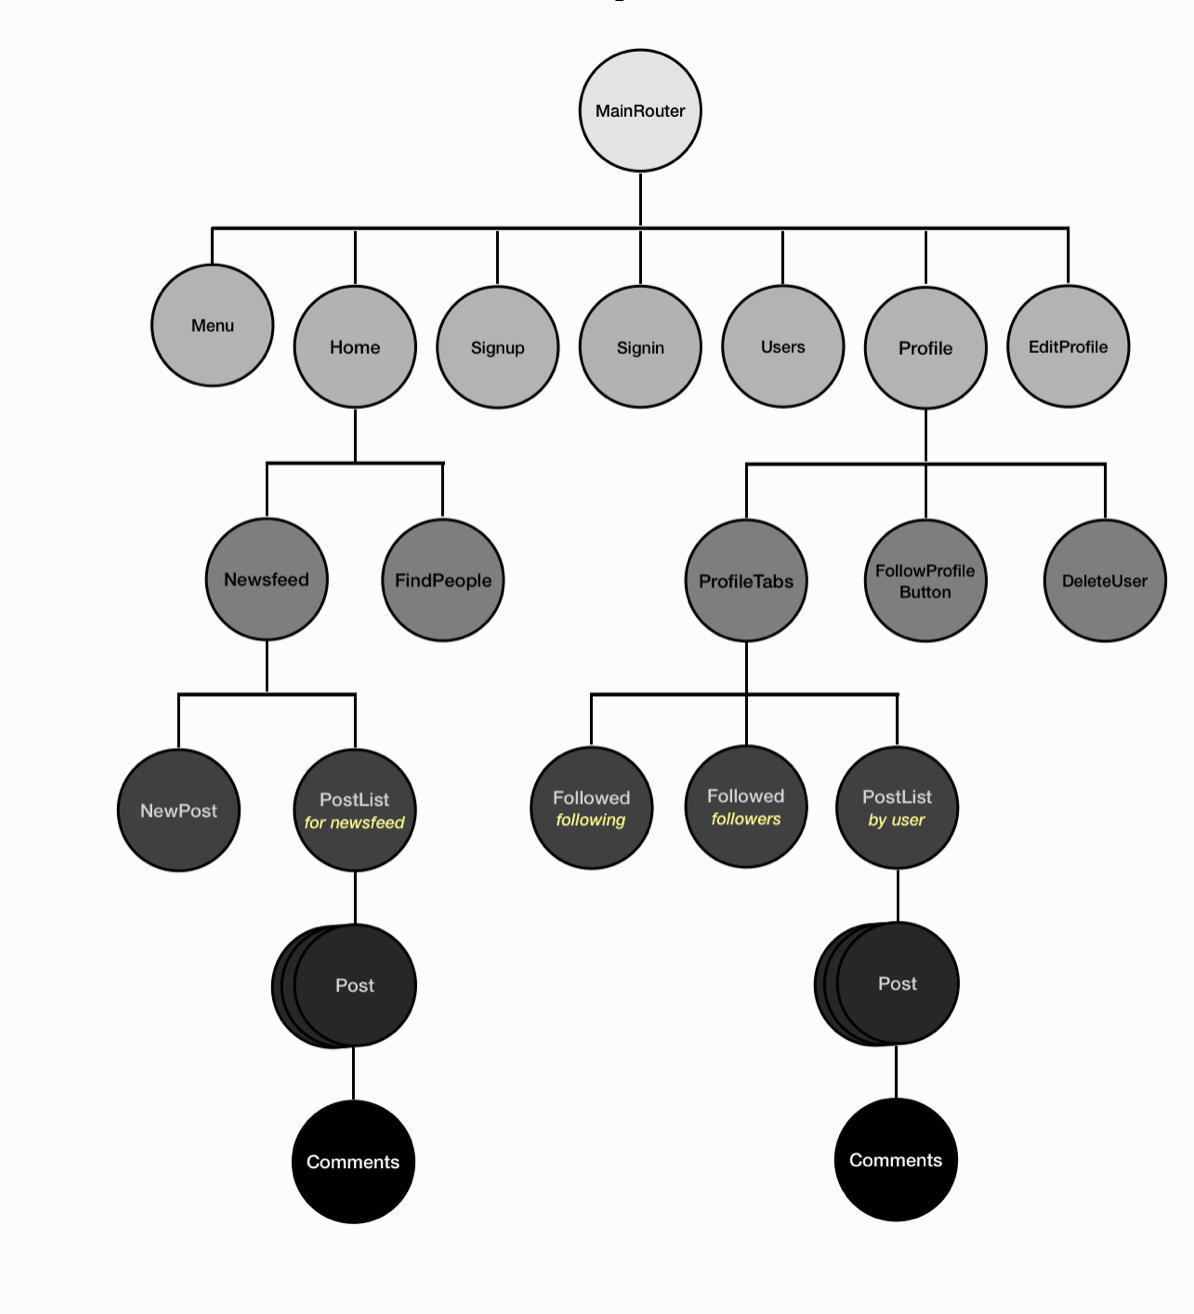 MainRouter
Menu
Home
Signup
Signin
Users
Profile
EditProfile
Newsfeed
FindPeople
ProfileTabs
FollowProfile
Button
DeleteUser
NewPost
PostList
for newsfeed
Followed
following
Followed
followers
PostList
by user
Post
Post
Comments
Comments